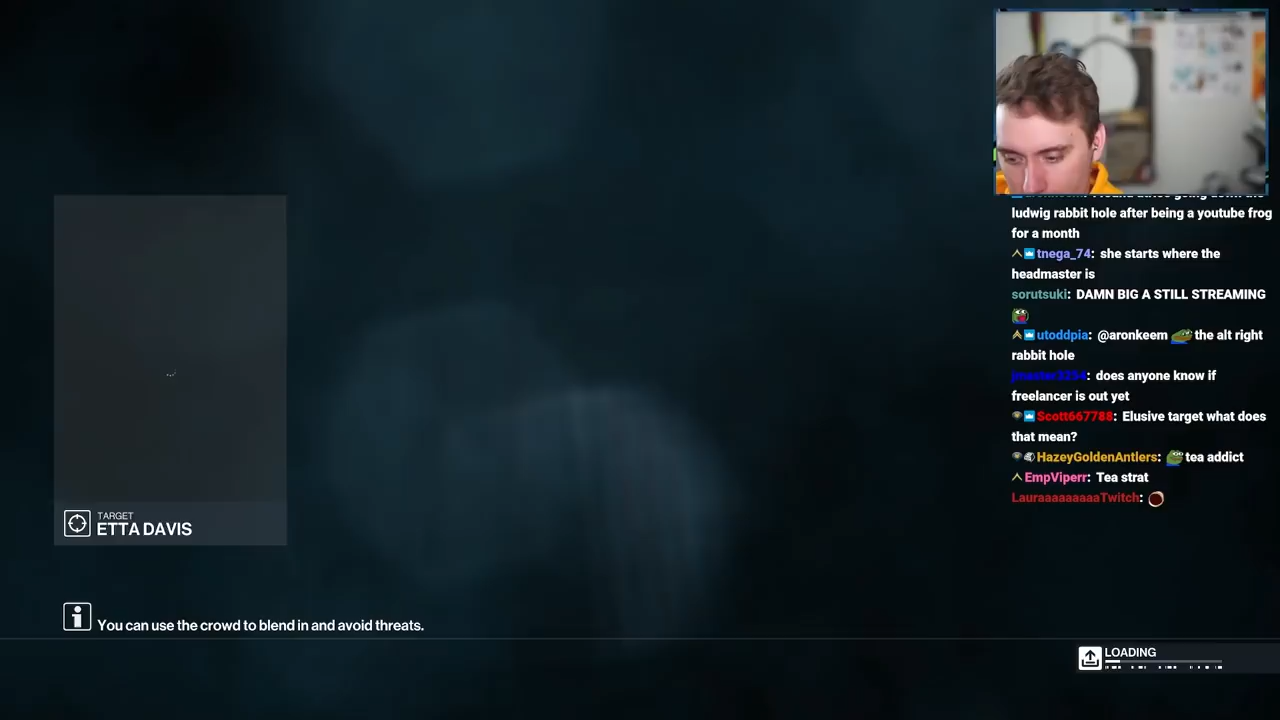 ludwig rabbit hole after being a youtube frog
for a month
tnega_74: she starts where the
headmaster is
sorutsuki: DAMN BIG A STILL STREAMING
utoddpia: @aronkeem the alt right
rabbit hole
jmaster3234: does anyone know if
freelancer is out yet
Scott667788: Elusive target what does
that mean?
HazeyGoldenAntlers: tea addict
EmpViperr: Tea strat
LauraaaaaaaaaTwitch:
TARGET
ETTA DAVIS
You can use the crowd to blend in and avoid threats.
LOADING